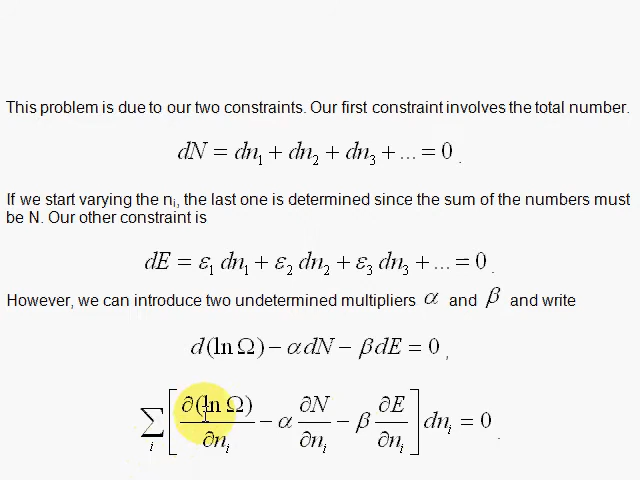 This problem is due to our two constraints. Our first constraint involves the total number.
dN = dn₁ + dn₂ + dn₃ + ... = 0 .
If we start varying the nᵢ, the last one is determined since the sum of the numbers must
be N. Our other constraint is
dE = ε₁ dn₁ + ε₂ dn₂ + ε₃ dn₃ + ... = 0 .
However, we can introduce two undetermined multipliers α and β and write
d(ln Ω) − α dN − β dE = 0 ,
∑ᵢ [ ∂(ln Ω)/∂nᵢ − α ∂N/∂nᵢ − β ∂E/∂nᵢ ] dnᵢ = 0 .